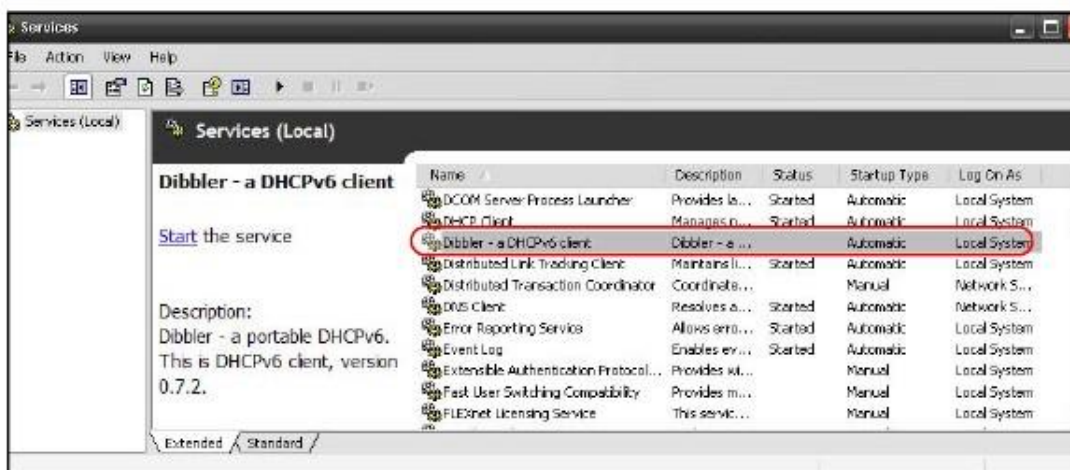 Services
File Action View Help
Services (Local)
Services (Local)
Dibbler - a DHCPv6 client
Start the service
Description:
Dibbler - a portable DHCPv6.
This is DHCPv6 client, version
0.7.2.
Name Description Status Startup Type Log On As
DCOM Server Process Launcher Provides la... Started Automatic Local System
DHCP Client Manages n... Started Automatic Local System
Dibbler - a DHCPv6 client Dibbler - a ... Automatic Local System
Distributed Link Tracking Client Maintains li... Started Automatic Local System
Distributed Transaction Coordinator Coordinate... Manual Network S...
DNS Client Resolves a... Started Automatic Network S...
Error Reporting Service Allows erro... Started Automatic Local System
Event Log Enables ev... Started Automatic Local System
Extensible Authentication Protocol... Provides wi... Manual Local System
Fast User Switching Compatibility Provides m... Manual Local System
FLEXnet Licensing Service This servic... Manual Local System
Extended Standard